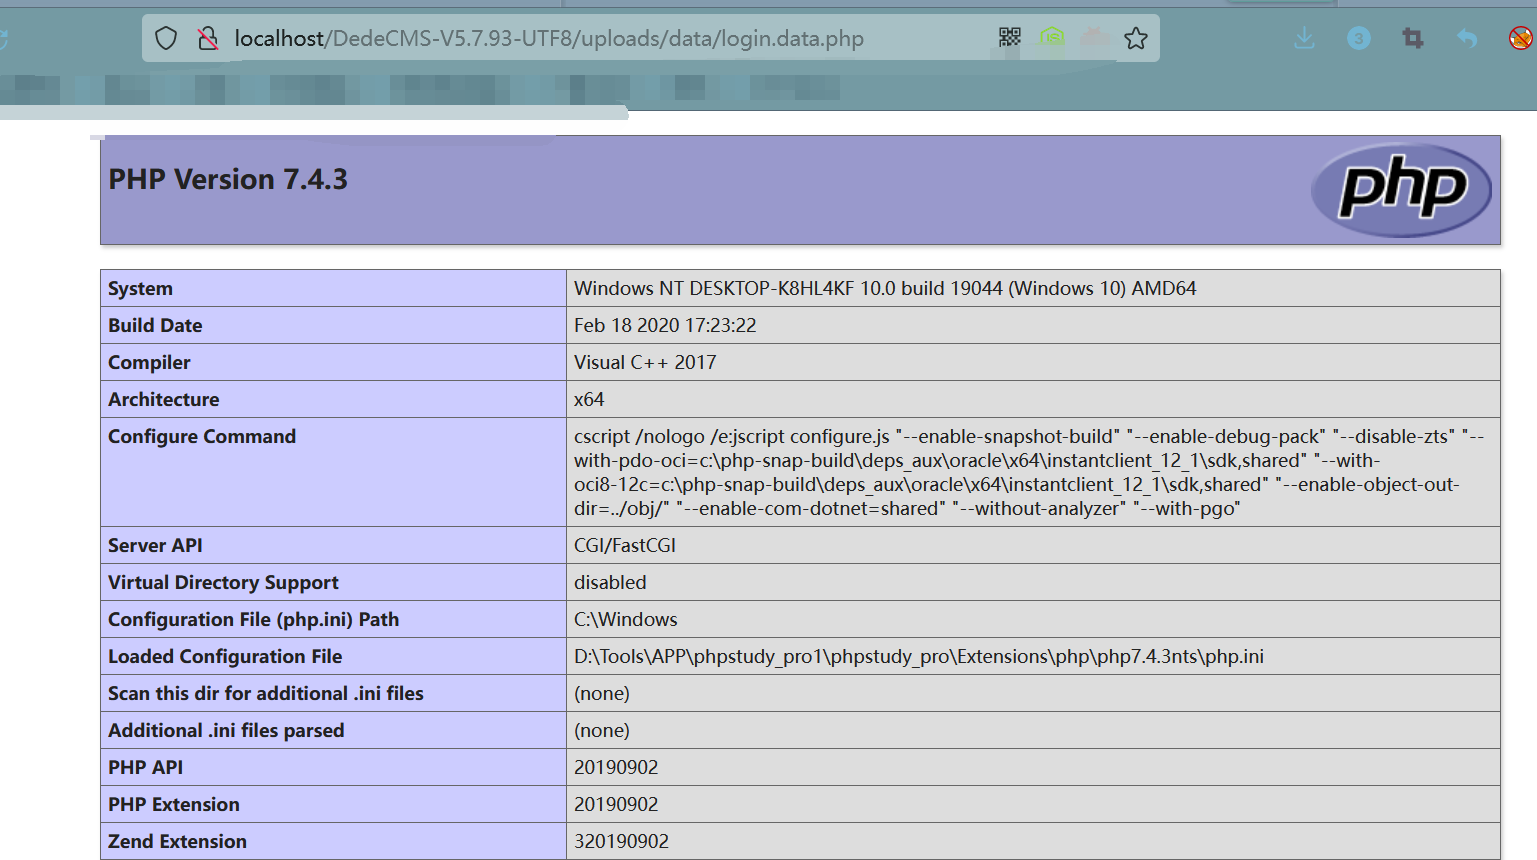 localhost/DedeCMS-V5.7.93-UTF8/uploads/data/login.data.php
3
PHP Version 7.4.3
php
System
Windows NT DESKTOP-K8HL4KF 10.0 build 19044 (Windows 10) AMD64
Build Date
Feb 18 2020 17:23:22
Compiler
Visual C++ 2017
Architecture
x64
Configure Command
cscript /nologo /e:jscript configure.js "--enable-snapshot-build" "--enable-debug-pack" "--disable-zts" "--
with-pdo-oci=c:\php-snap-build\deps_aux\oracle\x64\instantclient_12_1\sdk,shared" "--with-
oci8-12c=c:\php-snap-build\deps_aux\oracle\x64\instantclient_12_1\sdk,shared" "--enable-object-out-
dir=../obj/" "--enable-com-dotnet=shared" "--without-analyzer" "--with-pgo"
Server API
CGI/FastCGI
Virtual Directory Support
disabled
Configuration File (php.ini) Path
C:\Windows
Loaded Configuration File
D:\Tools\APP\phpstudy_pro1\phpstudy_pro\Extensions\php\php7.4.3nts\php.ini
Scan this dir for additional .ini files
(none)
Additional .ini files parsed
(none)
PHP API
20190902
PHP Extension
20190902
Zend Extension
320190902